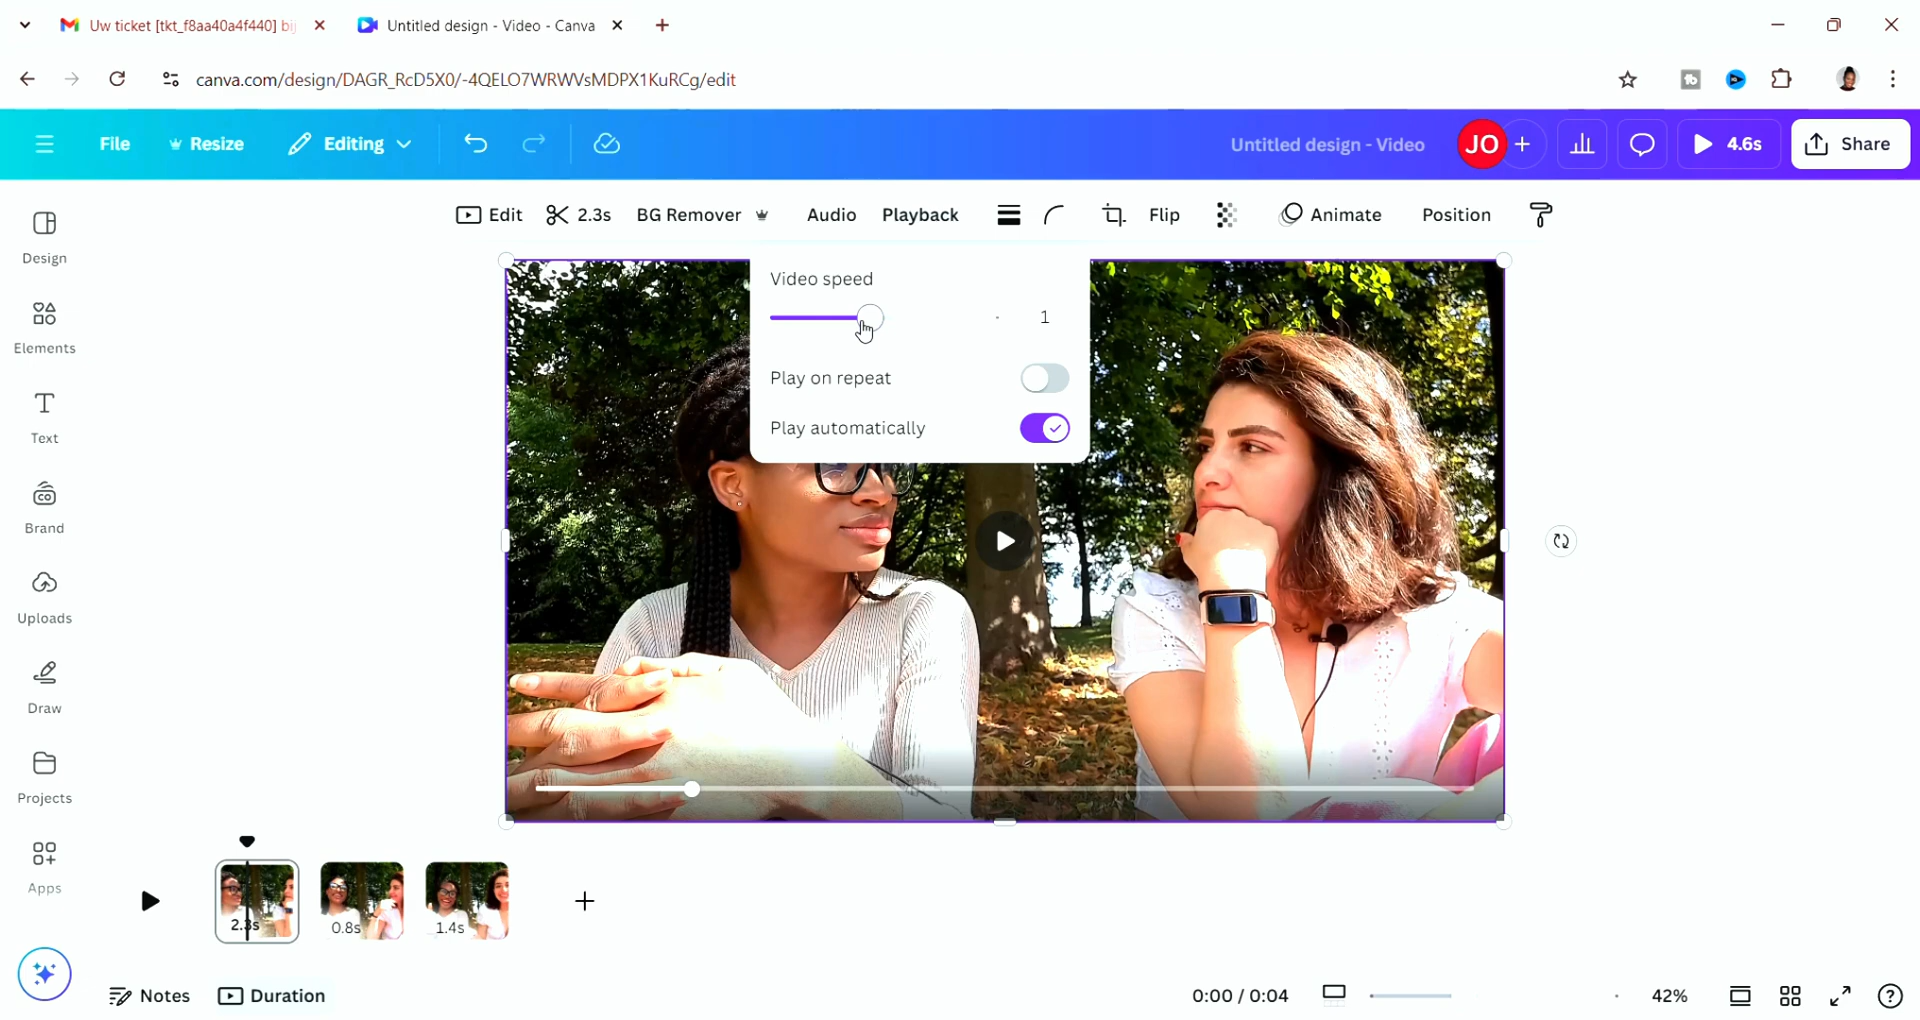 Uw ticket [tkt_f8aa40a4f440] bij
Untitled design - Video - Canva
canva.com/design/DAGR_RcD5X0/-4QELO7WRWVsMDPX1KuRCg/edit
File
Resize
Editing
Untitled design - Video
JO
4.6s
Share
Edit
2.3s
BG Remover
Audio
Playback
Flip
Animate
Position
Design
Elements
Text
Brand
Uploads
Draw
Projects
Apps
Video speed
1
Play on repeat
Play automatically
2.3s
0.8s
1.4s
Notes
Duration
0:00 / 0:04
42%